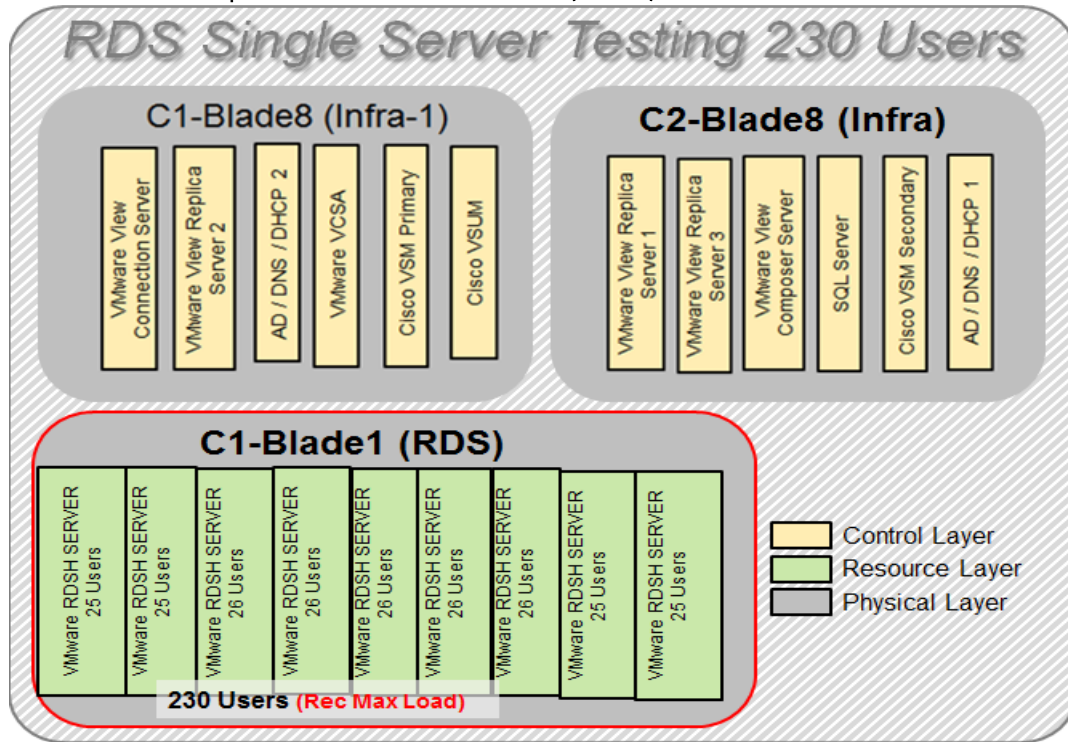 RDS Single Server Testing 230 Users
C1-Blade8 (Infra-1)
VMware View
Connection Server
VMware View Replica
Server 2
AD / DNS / DHCP 2
VMware VCSA
Cisco VSM Primary
Cisco VSUM
C2-Blade8 (Infra)
VMware View Replica
Server 1
VMware View Replica
Server 3
VMware View
Composer Server
SQL Server
Cisco VSM Secondary
AD / DNS / DHCP 1
C1-Blade1 (RDS)
VMware RDSH SERVER
25 Users
VMware RDSH SERVER
25 Users
VMware RDSH SERVER
26 Users
VMware RDSH SERVER
26 Users
VMware RDSH SERVER
26 Users
VMware RDSH SERVER
26 Users
VMware RDSH SERVER
26 Users
VMware RDSH SERVER
25 Users
VMware RDSH SERVER
25 Users
230 Users (Rec Max Load)
Control Layer
Resource Layer
Physical Layer